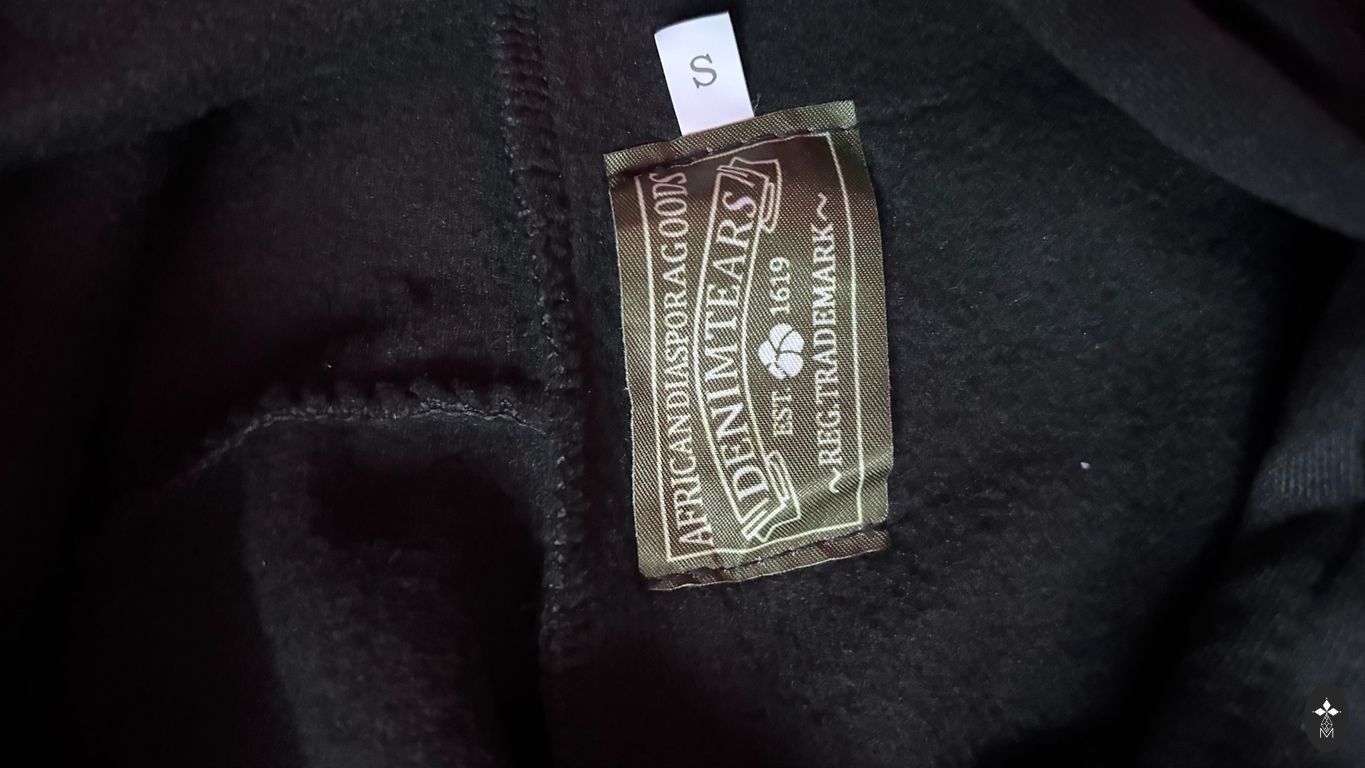 S
AFRICANDIASPORAGOODS
DENIMTEARS
EST 1619
~REG.TRADEMARK~
M